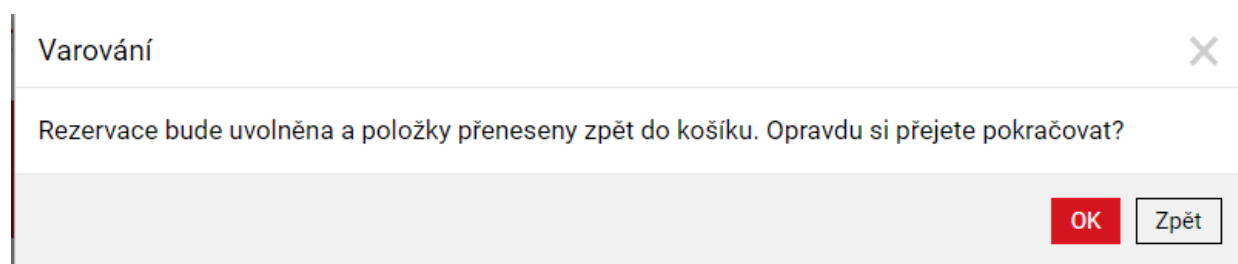 Varování
Rezervace bude uvolněna a položky přeneseny zpět do košíku. Opravdu si přejete pokračovat?
OK
Zpět